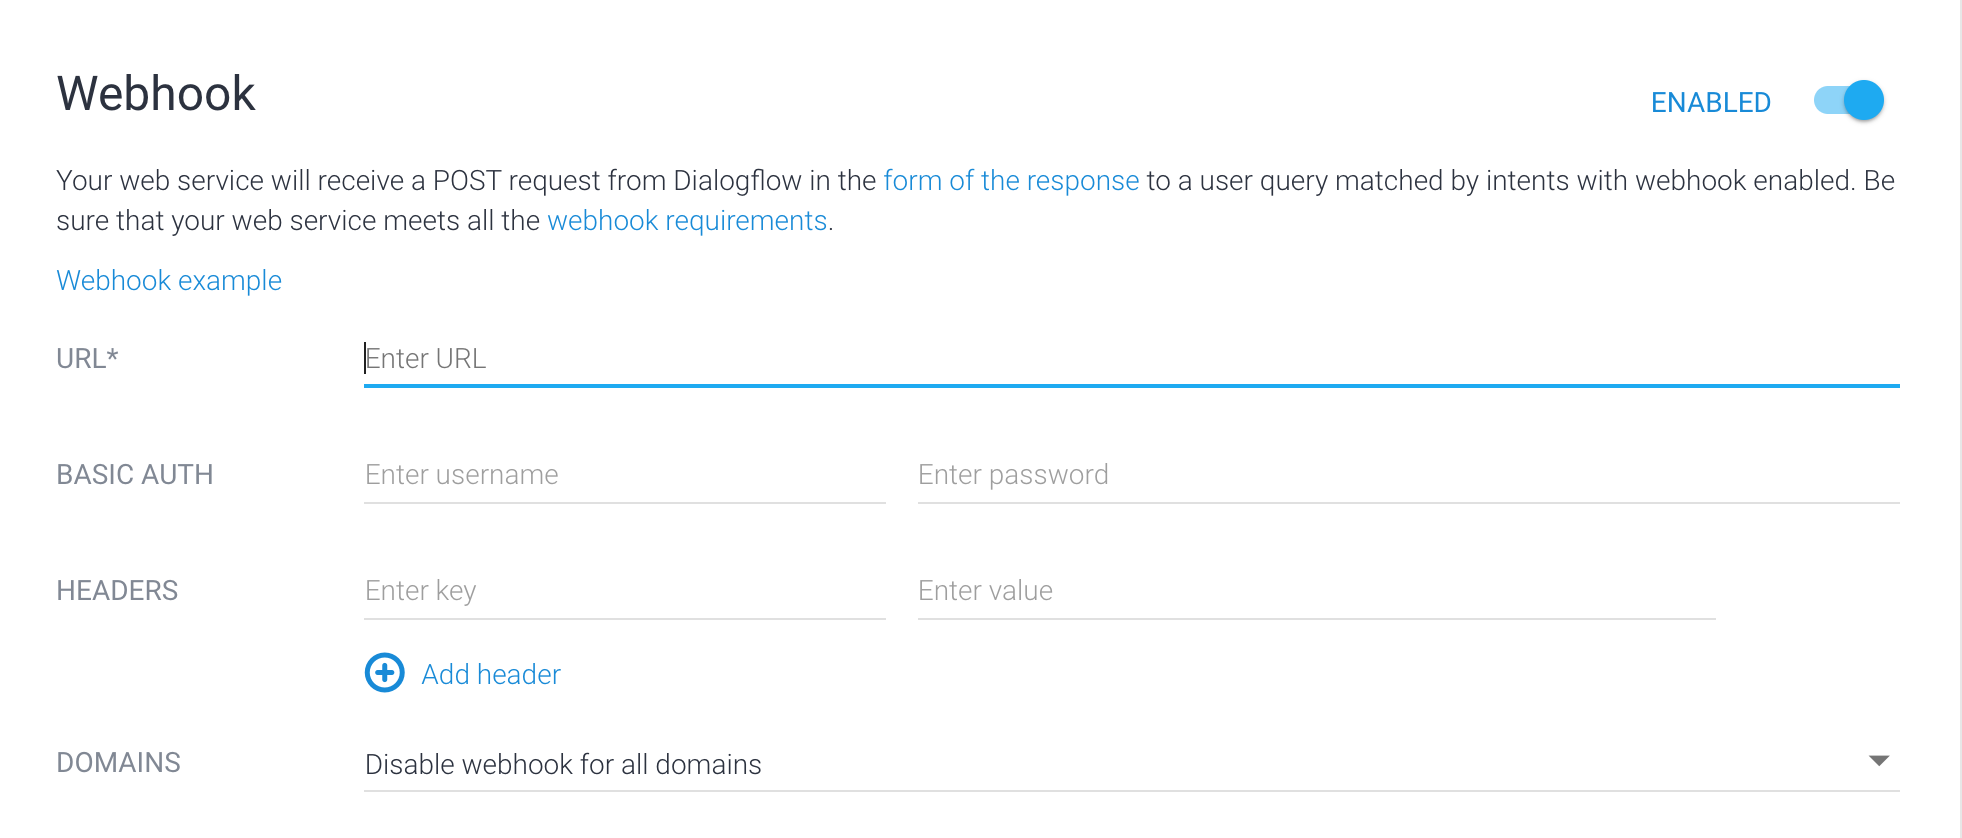 Webhook
ENABLED
Your web service will receive a POST request from Dialogflow in the form of the response to a user query matched by intents with webhook enabled. Be
sure that your web service meets all the webhook requirements.
Webhook example
URL* Enter URL
BASIC AUTH Enter username Enter password
HEADERS Enter key Enter value
Add header
DOMAINS Disable webhook for all domains